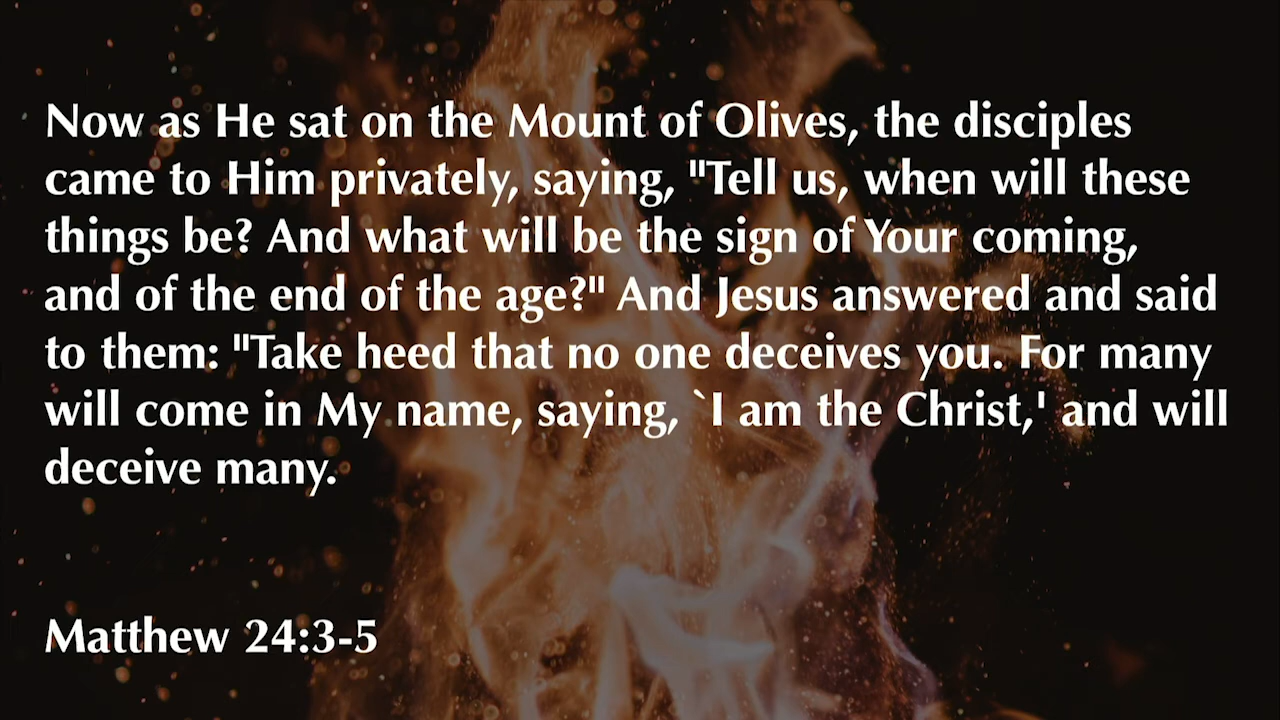 Now as He sat on the Mount of Olives, the disciples
came to Him privately, saying, "Tell us, when will these
things be? And what will be the sign of Your coming,
and of the end of the age?" And Jesus answered and said
to them: "Take heed that no one deceives you. For many
will come in My name, saying, `I am the Christ,' and will
deceive many.
Matthew 24:3-5